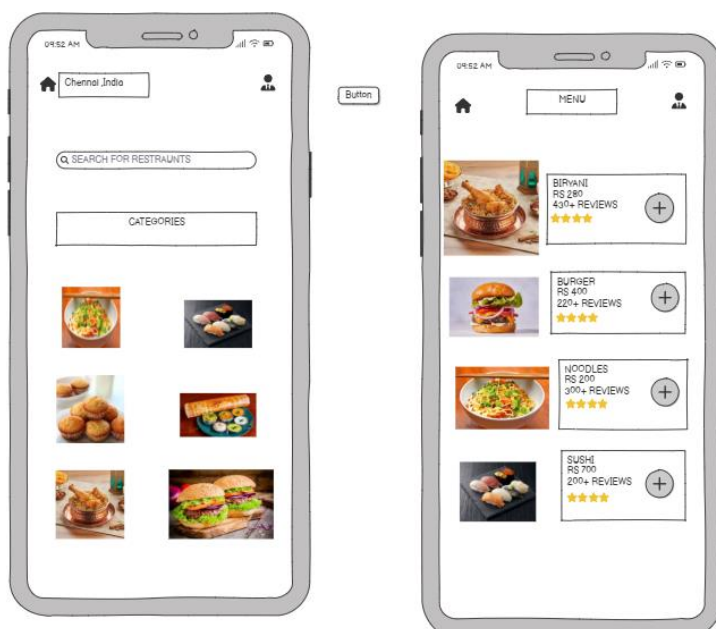 09:52 AM
Chennai ,India
SEARCH FOR RESTRAUNTS
CATEGORIES
Button
09:52 AM
MENU
BIRYANI
RS 280
430+ REVIEWS
BURGER
RS 400
220+ REVIEWS
NOODLES
RS 200
300+ REVIEWS
SUSHI
RS 700
200+ REVIEWS